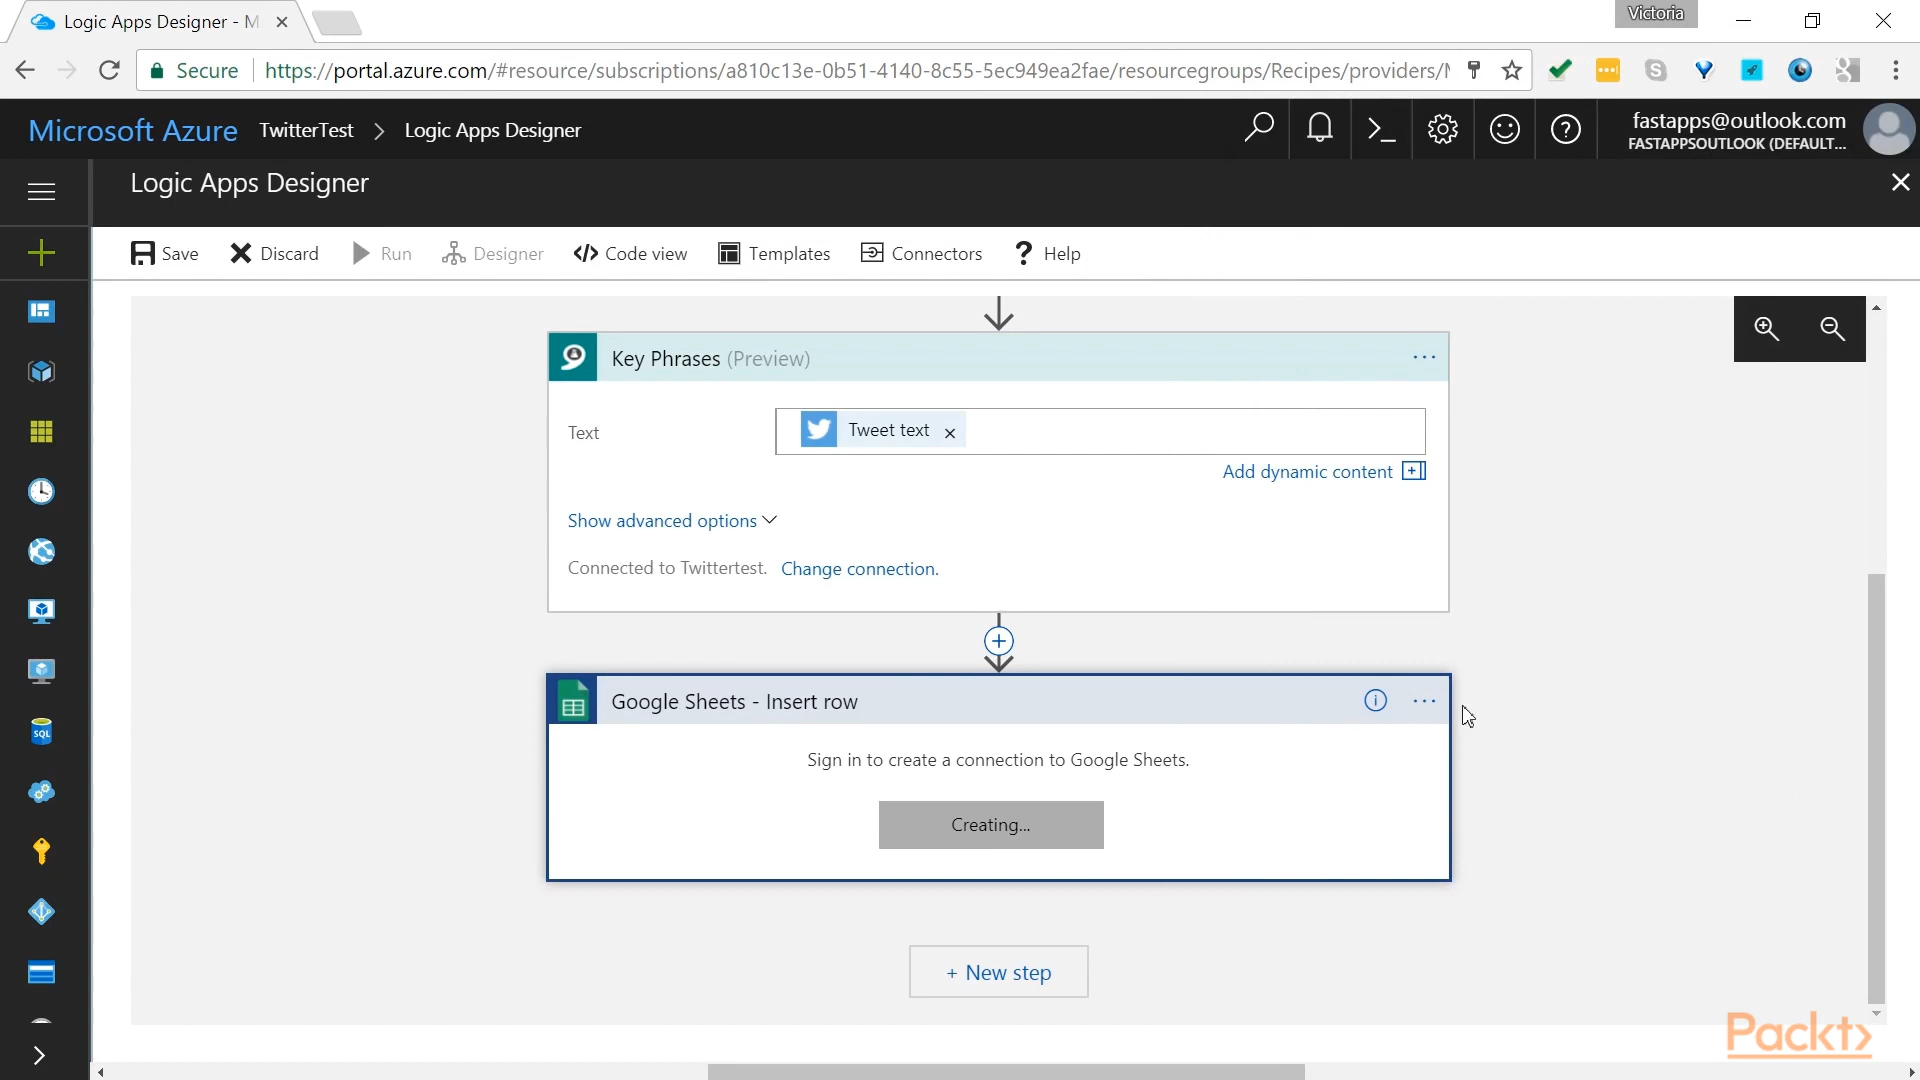 Logic Apps Designer - M
Victoria
Secure
https://portal.azure.com/#resource/subscriptions/a810c13e-0b51-4140-8c55-5ec949ea2fae/resourcegroups/Recipes/providers/M
Microsoft Azure
TwitterTest > Logic Apps Designer
fastapps@outlook.com
FASTAPPSOUTLOOK (DEFAULT...
Logic Apps Designer
Save
Discard
Run
Designer
Code view
Templates
Connectors
Help
Key Phrases (Preview)
Text
Tweet text ×
Add dynamic content
Show advanced options
Connected to Twittertest. Change connection.
Google Sheets - Insert row
Sign in to create a connection to Google Sheets.
Creating...
+ New step
SQL
Packt>